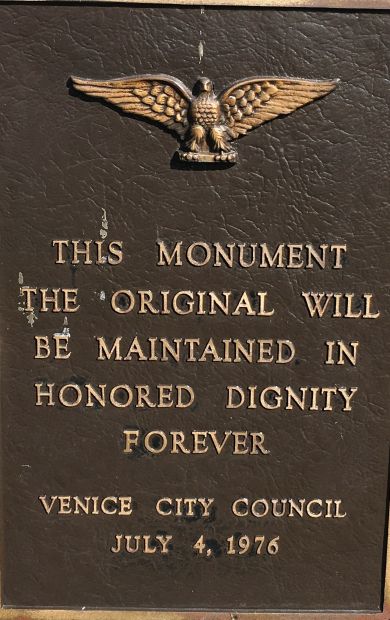 THIS MONUMENT
THE ORIGINAL WILL
BE MAINTAINED IN
HONORED DIGNITY
FOREVER
VENICE CITY COUNCIL
JULY 4, 1976